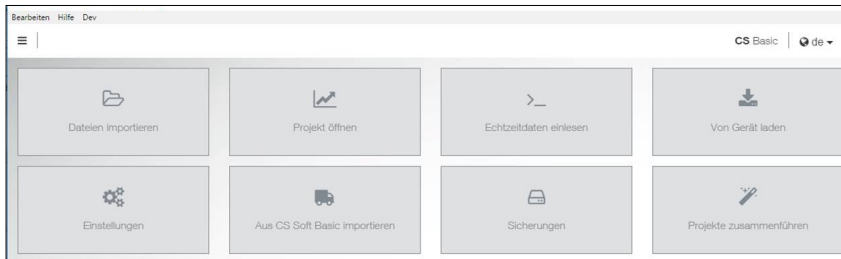 Bearbeiten Hilfe Dev
CS Basic de
Dateien importieren Projekt öffnen Echtzeitdaten einlesen Von Gerät laden
Einstellungen Aus CS Soft Basic importieren Sicherungen Projekte zusammenführen